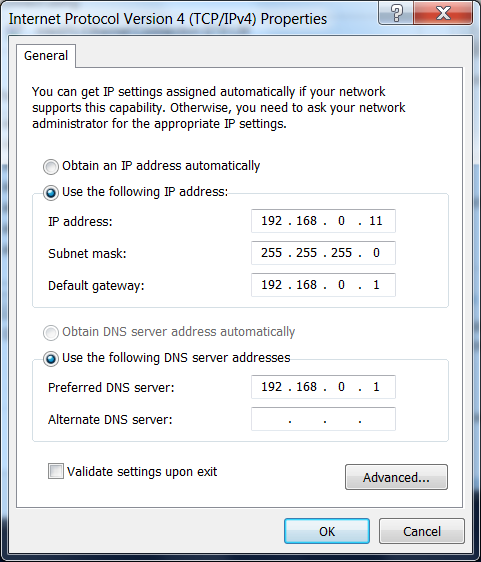 Internet Protocol Version 4 (TCP/IPv4) Properties
General
You can get IP settings assigned automatically if your network
supports this capability. Otherwise, you need to ask your network
administrator for the appropriate IP settings.
Obtain an IP address automatically
Use the following IP address:
IP address: 192 . 168 . 0 . 11
Subnet mask: 255 . 255 . 255 . 0
Default gateway: 192 . 168 . 0 . 1
Obtain DNS server address automatically
Use the following DNS server addresses
Preferred DNS server: 192 . 168 . 0 . 1
Alternate DNS server: . . .
Validate settings upon exit
Advanced...
OK Cancel